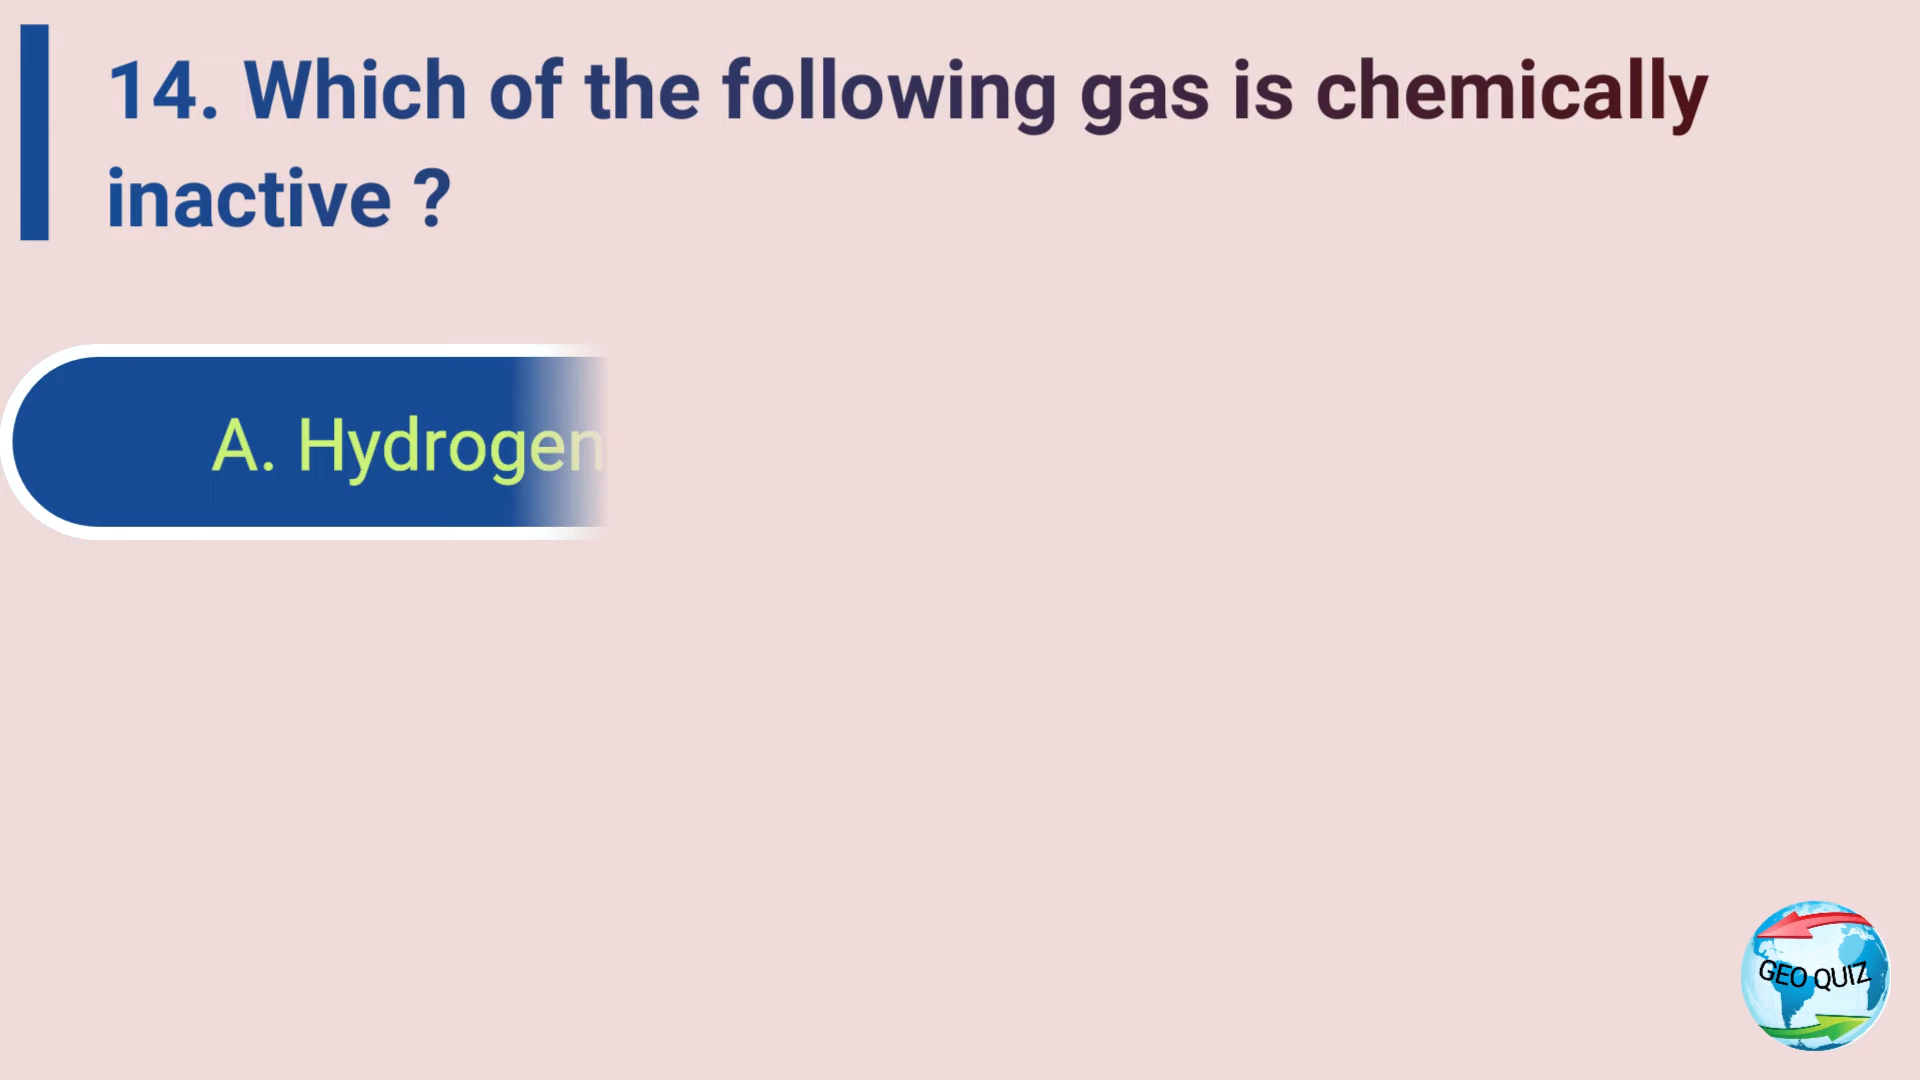 14. Which of the following gas is chemically
inactive ?
A. Hydrogen
GEO QUIZ